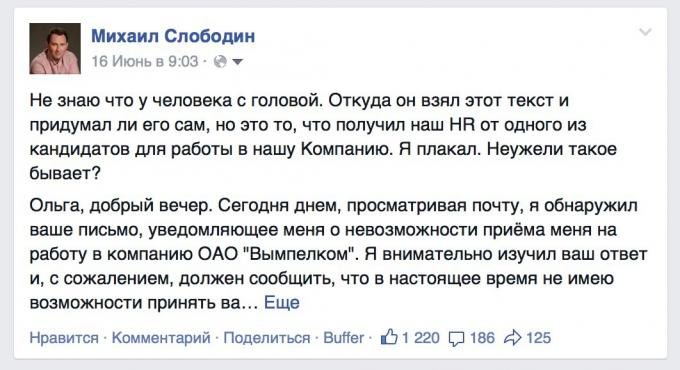 Михаил Слободин
16 Июнь в 9:03 ·
Не знаю что у человека с головой. Откуда он взял этот текст и
придумал ли его сам, но это то, что получил наш HR от одного из
кандидатов для работы в нашу Компанию. Я плакал. Неужели такое
бывает?
Ольга, добрый вечер. Сегодня днем, просматривая почту, я обнаружил
ваше письмо, уведомляющее меня о невозможности приёма меня на
работу в компанию ОАО "Вымпелком". Я внимательно изучил ваш ответ
и, с сожалением, должен сообщить, что в настоящее время не имею
возможности принять ва… Еще
Нравится · Комментарий · Поделиться · Buffer · 1 220 186 125